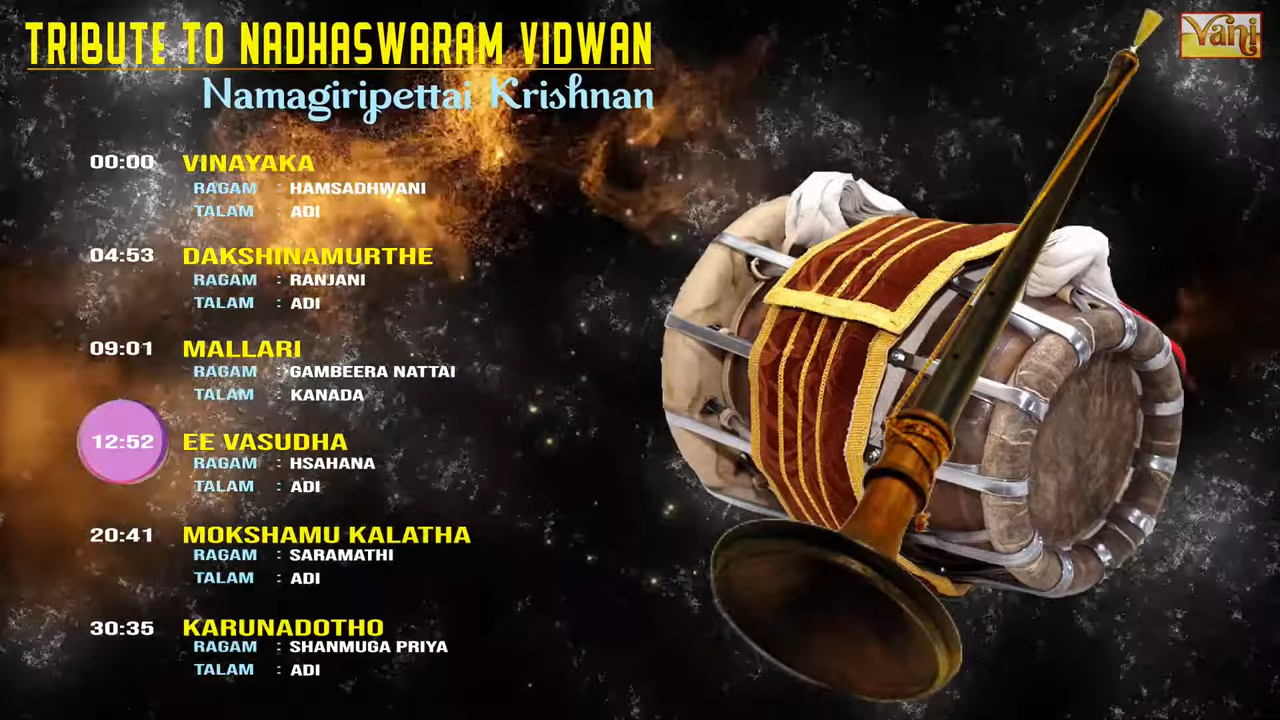 TRIBUTE TO NADHASWARAM VIDWAN
Namagiripettai Krishnan
Vani
00:00 VINAYAKA
RAGAM : HAMSADHWANI
TALAM : ADI
04:53 DAKSHINAMURTHE
RAGAM : RANJANI
TALAM : ADI
09:01 MALLARI
RAGAM : GAMBEERA NATTAI
TALAM : KANADA
12:52 EE VASUDHA
RAGAM : HSAHANA
TALAM : ADI
20:41 MOKSHAMU KALATHA
RAGAM : SARAMATHI
TALAM : ADI
30:35 KARUNADOTHO
RAGAM : SHANMUGA PRIYA
TALAM : ADI